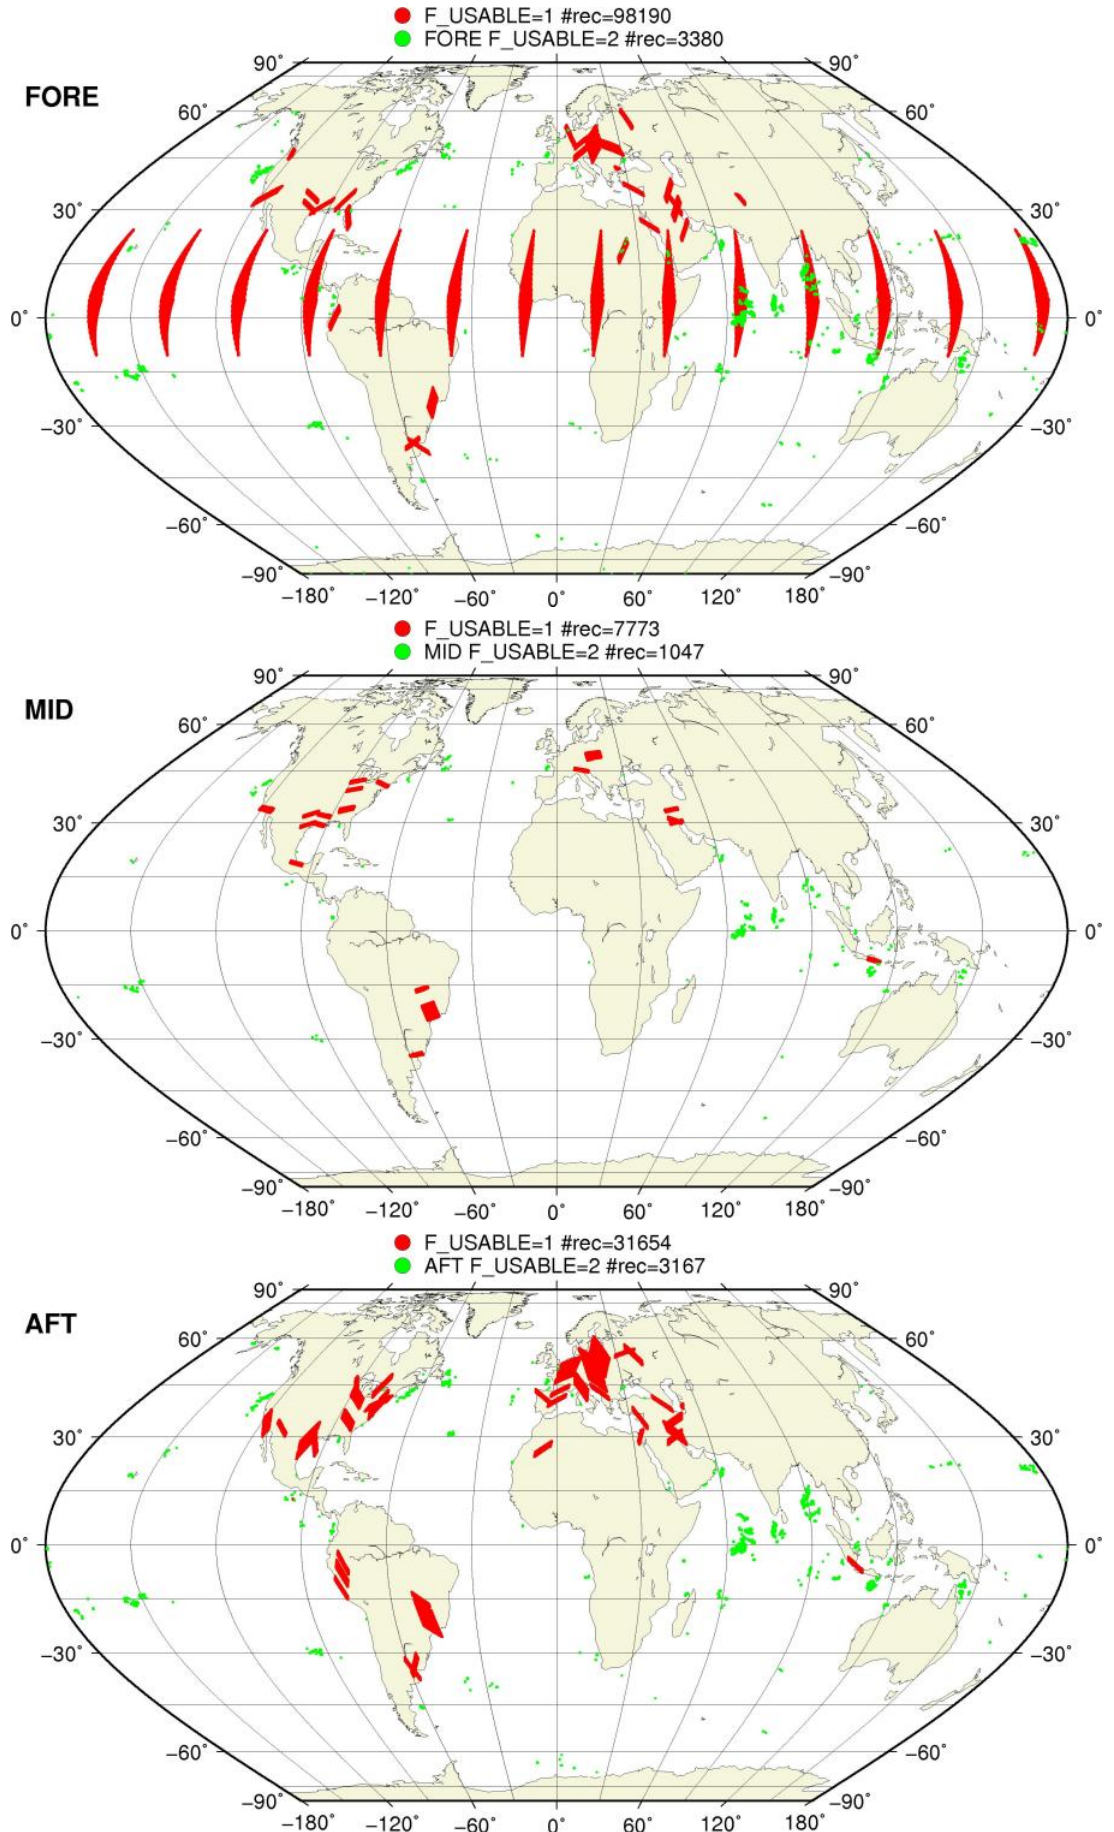 F_USABLE=1 #rec=98190
FORE F_USABLE=2 #rec=3380
90˚ 90˚
FORE
60˚ 60˚
30˚ 30˚
0˚ 0˚
−30˚ −30˚
−60˚ −60˚
−90˚ −90˚
−180˚ −120˚ −60˚ 0˚ 60˚ 120˚ 180˚
F_USABLE=1 #rec=7773
MID F_USABLE=2 #rec=1047
90˚ 90˚
MID
60˚ 60˚
30˚ 30˚
0˚ 0˚
−30˚ −30˚
−60˚ −60˚
−90˚ −90˚
−180˚ −120˚ −60˚ 0˚ 60˚ 120˚ 180˚
F_USABLE=1 #rec=31654
AFT F_USABLE=2 #rec=3167
90˚ 90˚
AFT
60˚ 60˚
30˚ 30˚
0˚ 0˚
−30˚ −30˚
−60˚ −60˚
−90˚ −90˚
−180˚ −120˚ −60˚ 0˚ 60˚ 120˚ 180˚